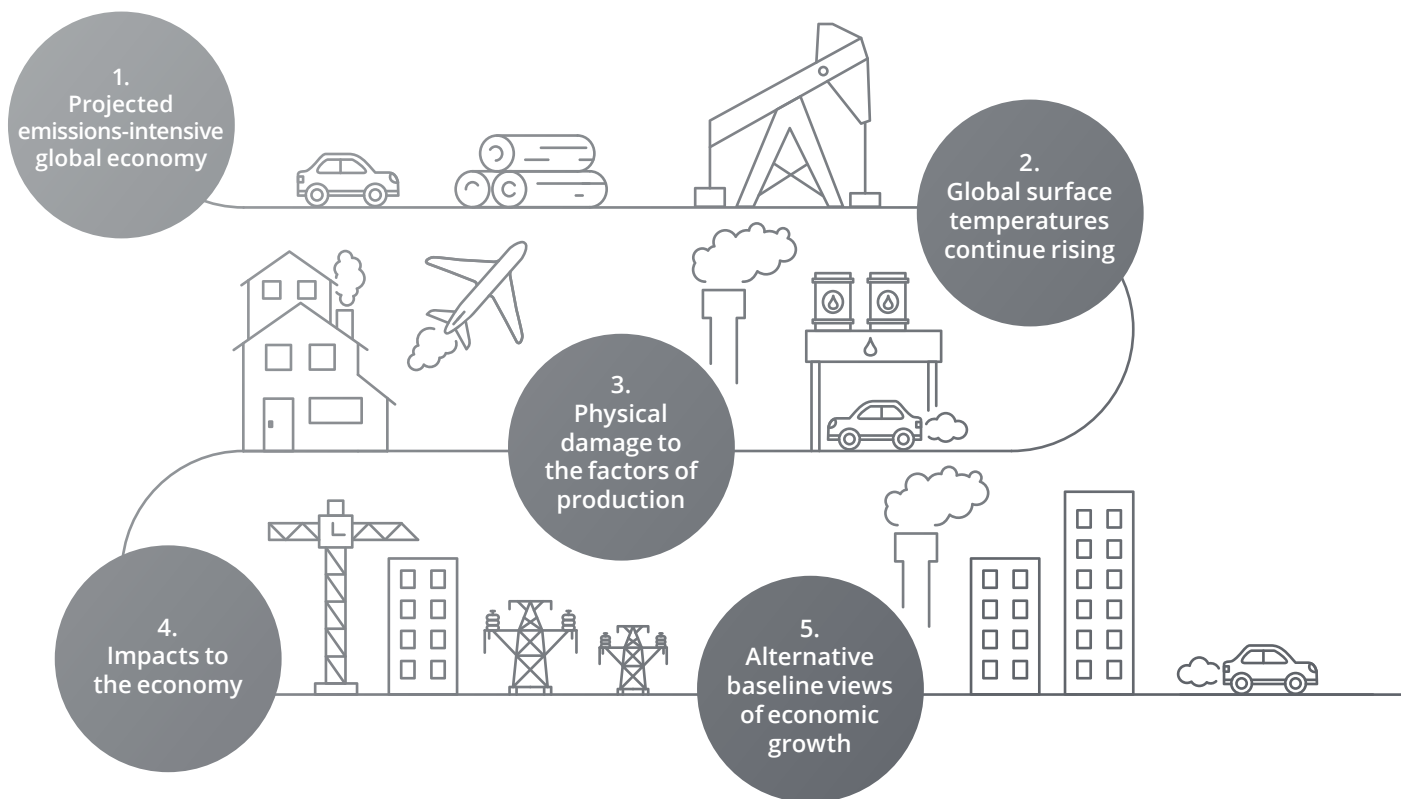 1.
Projected
emissions-intensive
global economy
2.
Global surface
temperatures
continue rising
3.
Physical
damage to
the factors of
production
4.
Impacts to
the economy
5.
Alternative
baseline views
of economic
growth